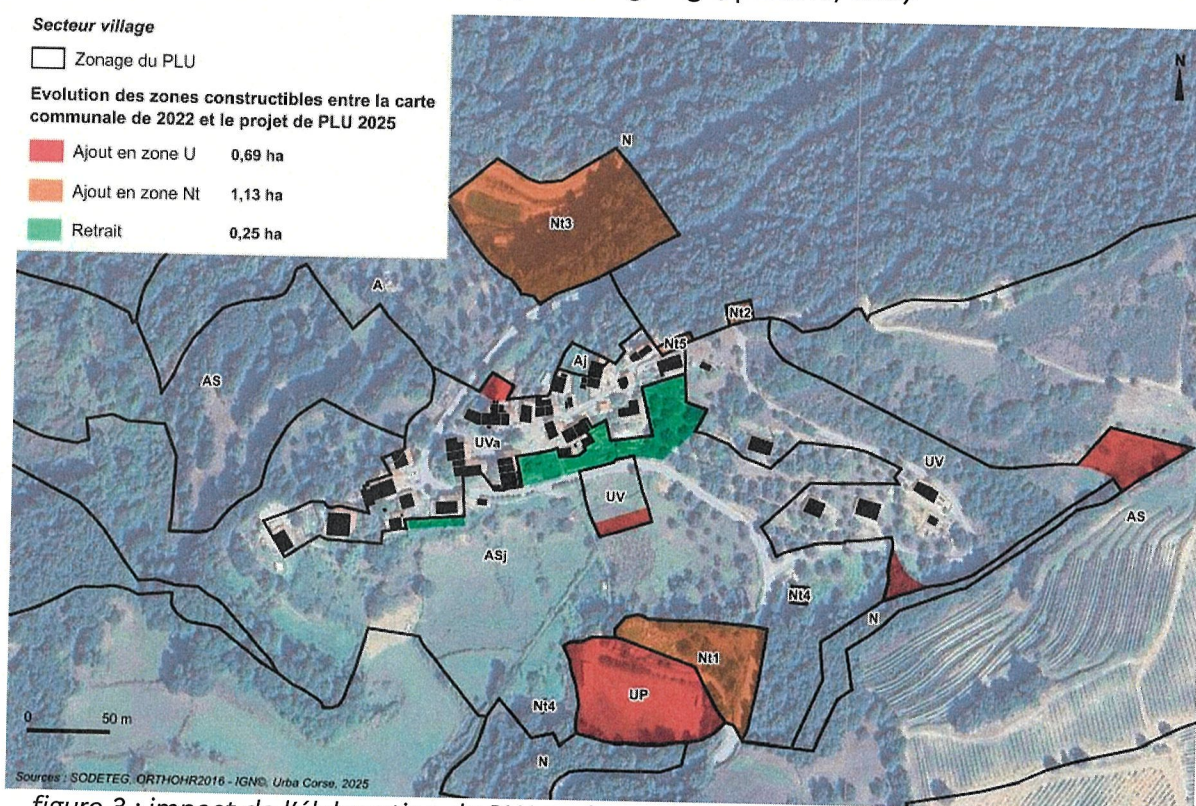 Secteur village
Zonage du PLU
Evolution des zones constructibles entre la carte
communale de 2022 et le projet de PLU 2025
Ajout en zone U 0,69 ha
Ajout en zone Nt 1,13 ha
Retrait 0,25 ha
N
N
Nt3
A
Nt2
Nt5
Aj
AS
UVa
UV
UV
AS
ASj
Nt4
N
Nt1
UP
Nt4
N
0 50 m
Sources : SODETEG, ORTHOHR2016 - IGN©, Urba Corse, 2025
figure 3 : impact de l'élaboration du